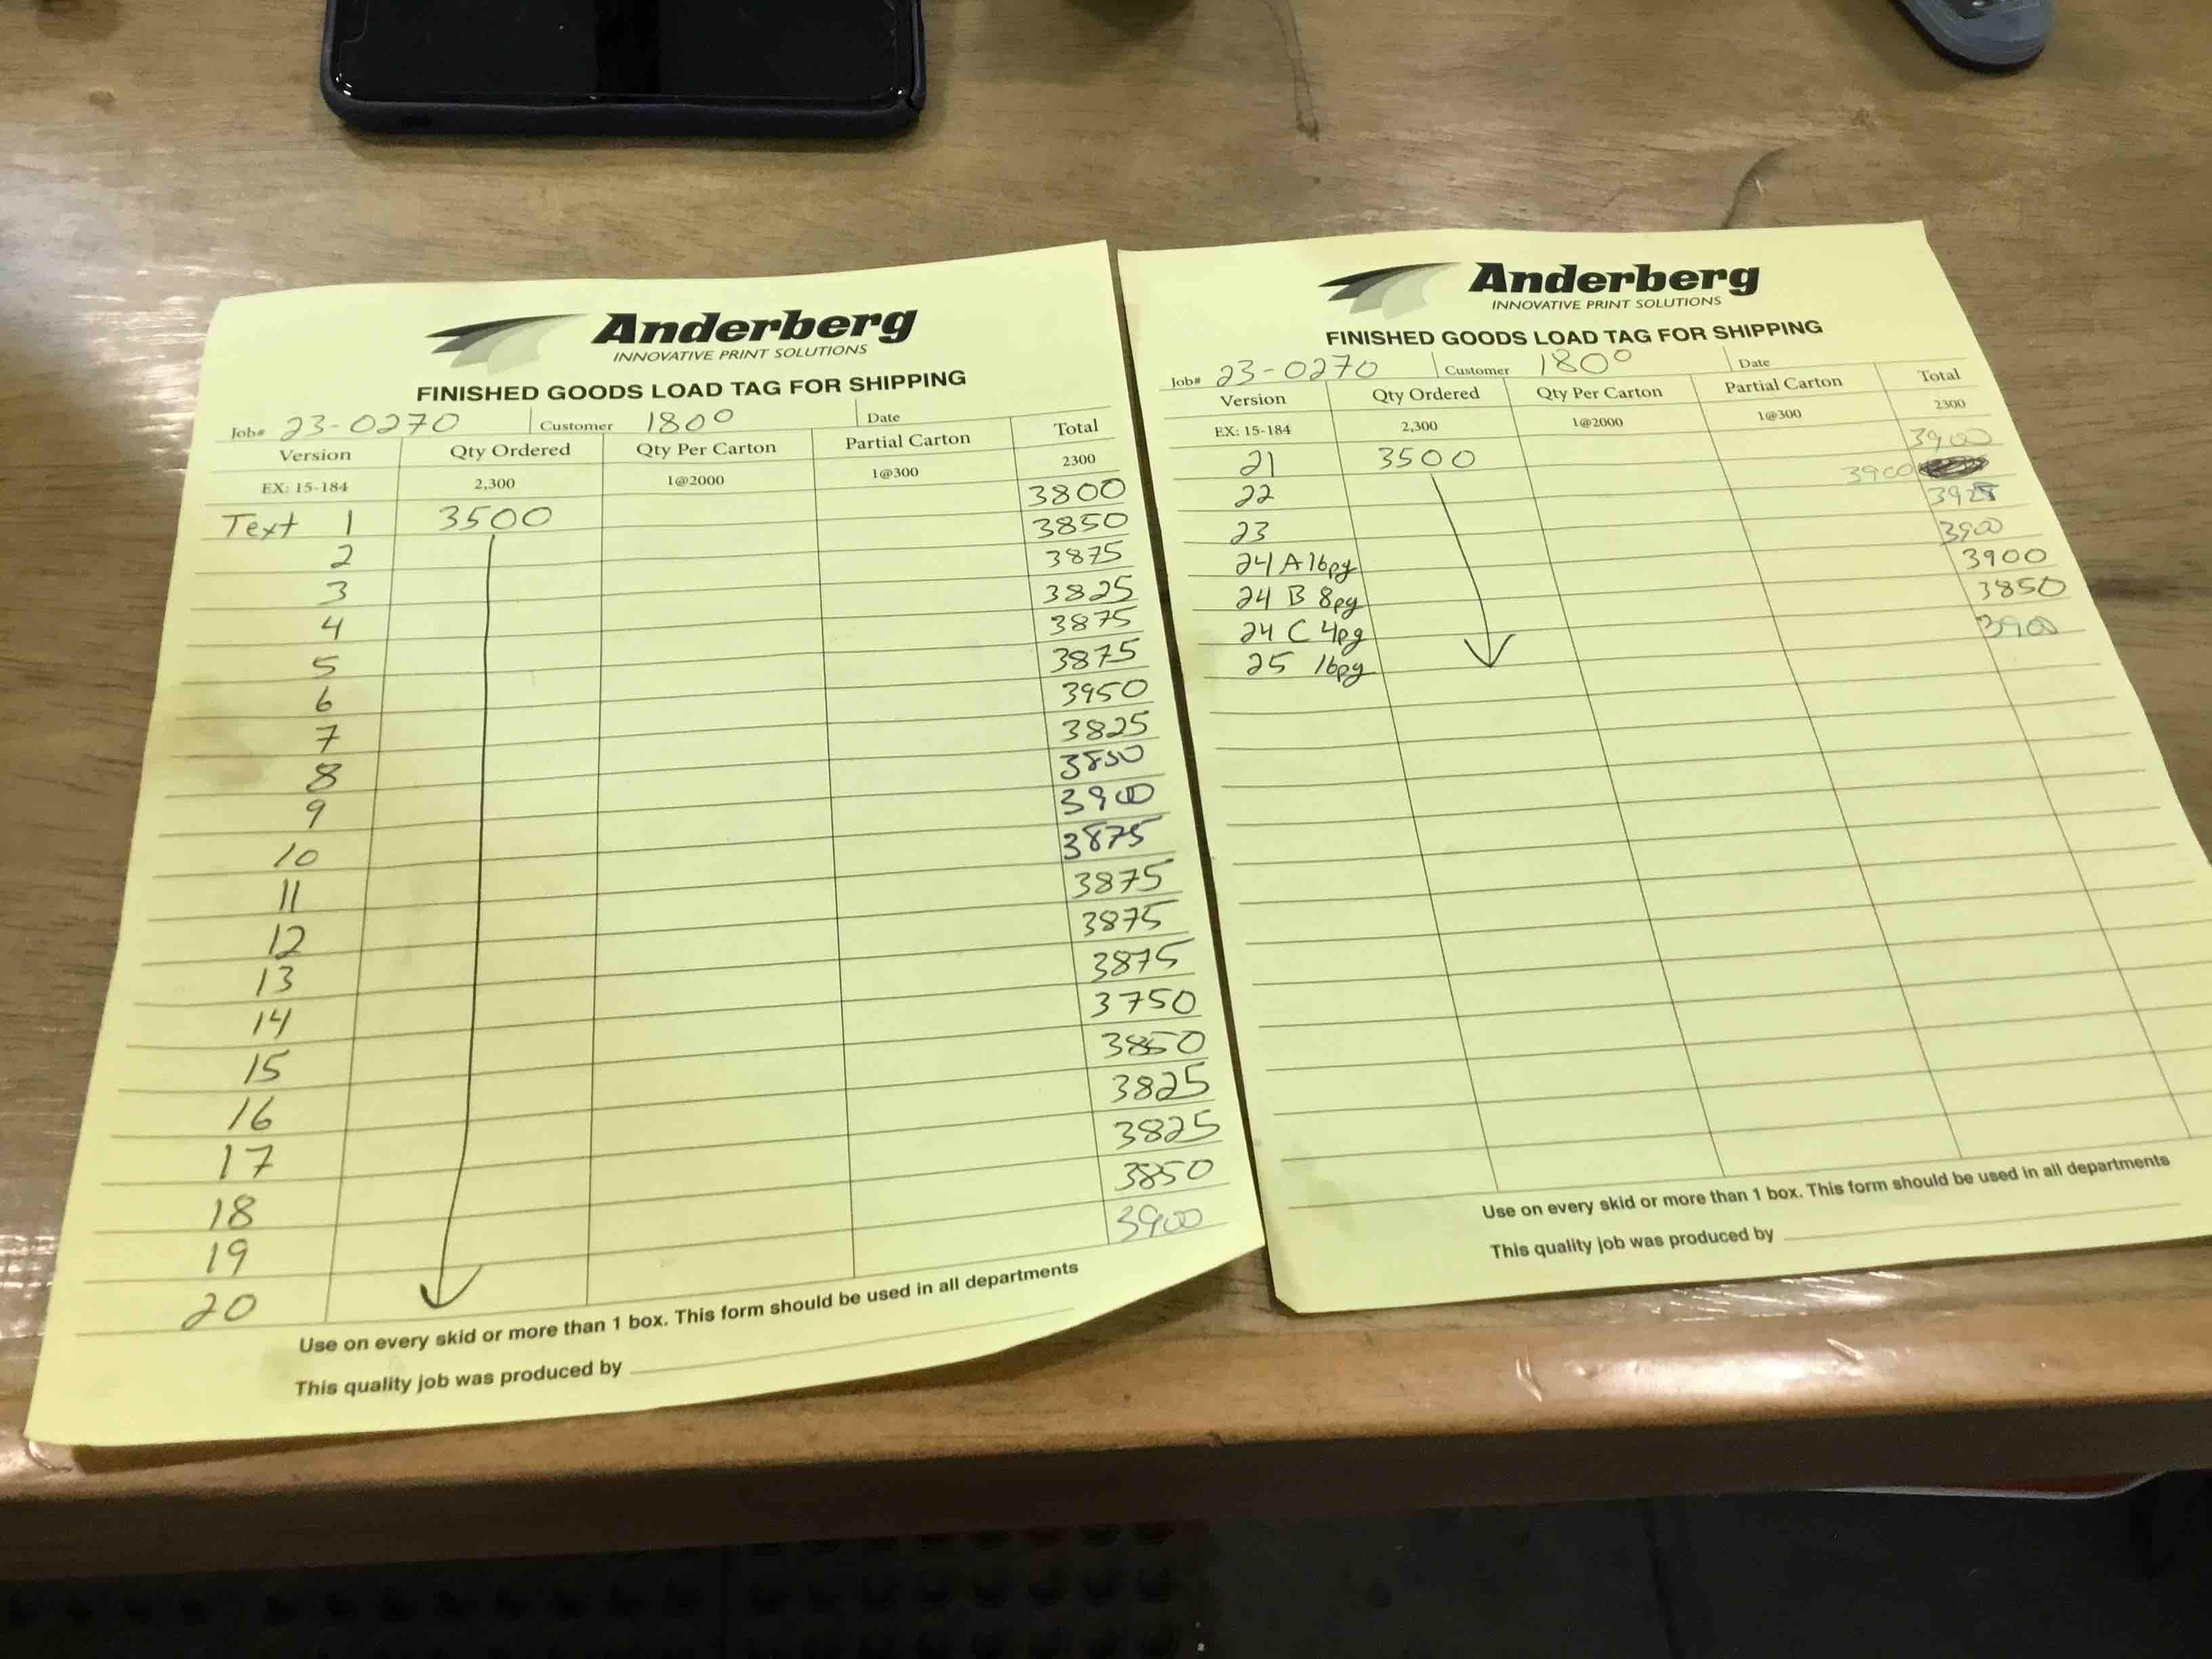 Anderberg
INNOVATIVE PRINT SOLUTIONS
FINISHED GOODS LOAD TAG FOR SHIPPING
Job# 23-0270 Customer 1800 Date
Version Qty Ordered Qty Per Carton Partial Carton Total
EX: 15-184 2,300 1@2000 1@300 2300
Text 1 3500 3800
2 3850
3 3875
4 3825
5 3875
6 3875
7 3950
8 3825
9 3850
10 3900
11 3875
12 3875
13 3875
14 3875
15 3750
16 3850
17 3825
18 3825
19 3850
20 3900
Use on every skid or more than 1 box. This form should be used in all departments
This quality job was produced by
Anderberg
INNOVATIVE PRINT SOLUTIONS
FINISHED GOODS LOAD TAG FOR SHIPPING
Job# 23-0270 Customer 1800 Date
Version Qty Ordered Qty Per Carton Partial Carton Total
EX: 15-184 2,300 1@2000 1@300 2300
21 3500 3900
22 3900
23 3925
24 A 16pg 3900
24 B 8pg 3900
24 C 4pg 3850
25 16pg 3900
Use on every skid or more than 1 box. This form should be used in all departments
This quality job was produced by